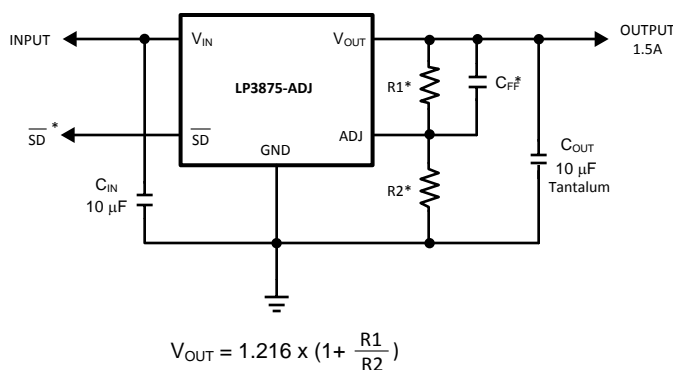 INPUT
VIN
VOUT
OUTPUT
1.5A
LP3875-ADJ
R1*
CFF*
SD *
SD
ADJ
GND
COUT
10 μF
Tantalum
CIN
10 μF
R2*
VOUT = 1.216 x (1+ R1/R2)